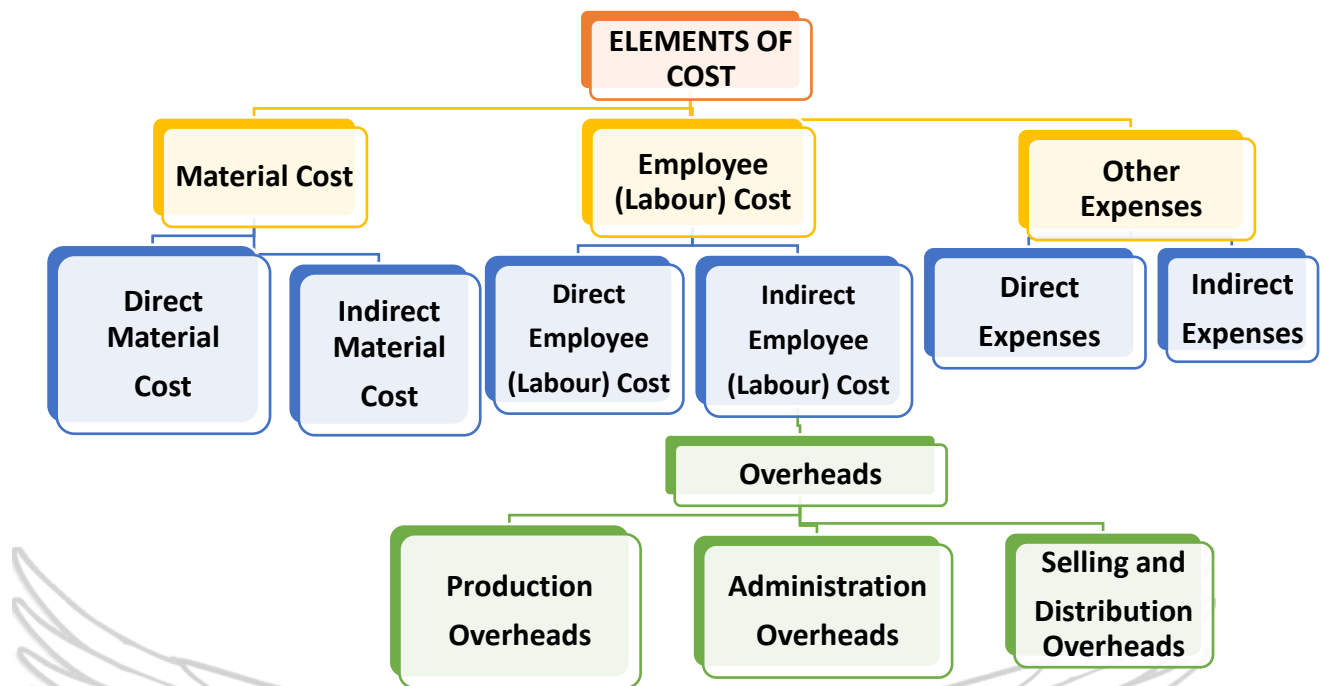 ELEMENTS OF
COST
Material Cost
Employee
(Labour) Cost
Other
Expenses
Direct
Material
Cost
Indirect
Material
Cost
Direct
Employee
(Labour) Cost
Indirect
Employee
(Labour) Cost
Direct
Expenses
Indirect
Expenses
Overheads
Production
Overheads
Administration
Overheads
Selling and
Distribution
Overheads